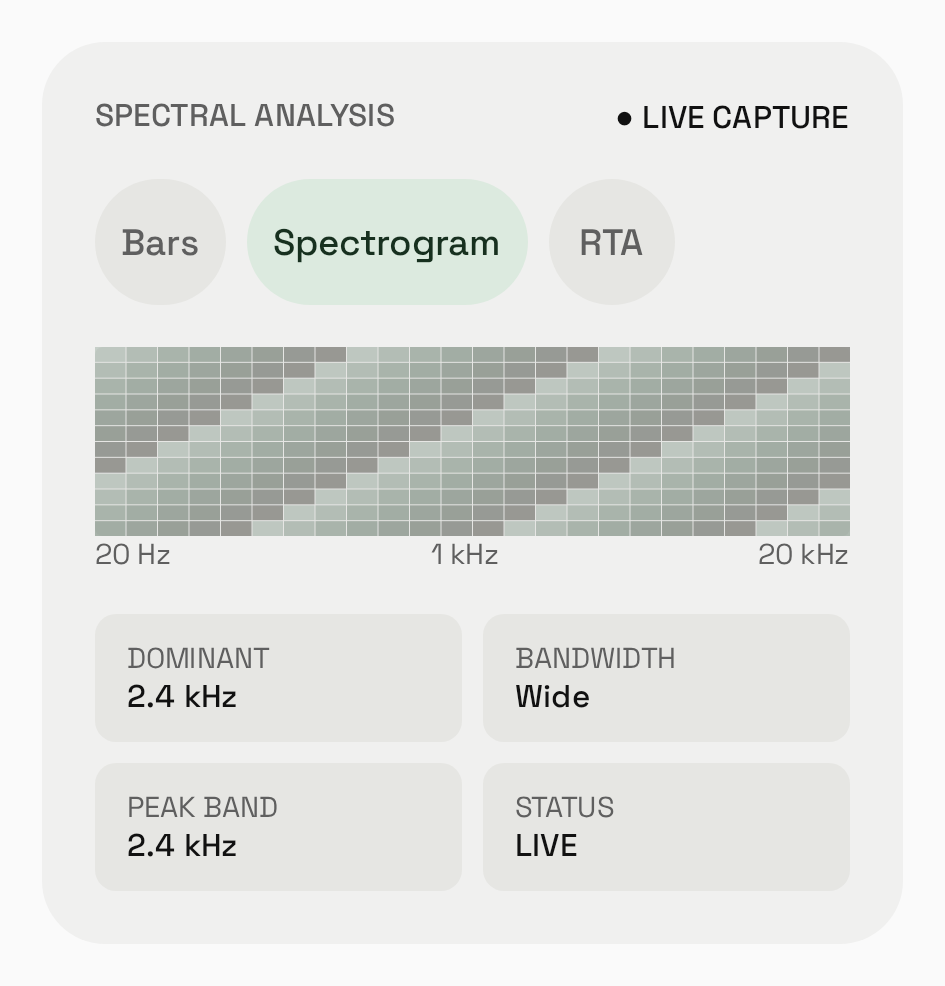 SPECTRAL ANALYSIS
● LIVE CAPTURE
Bars
Spectrogram
RTA
20 Hz
1 kHz
20 kHz
DOMINANT
2.4 kHz
BANDWIDTH
Wide
PEAK BAND
2.4 kHz
STATUS
LIVE